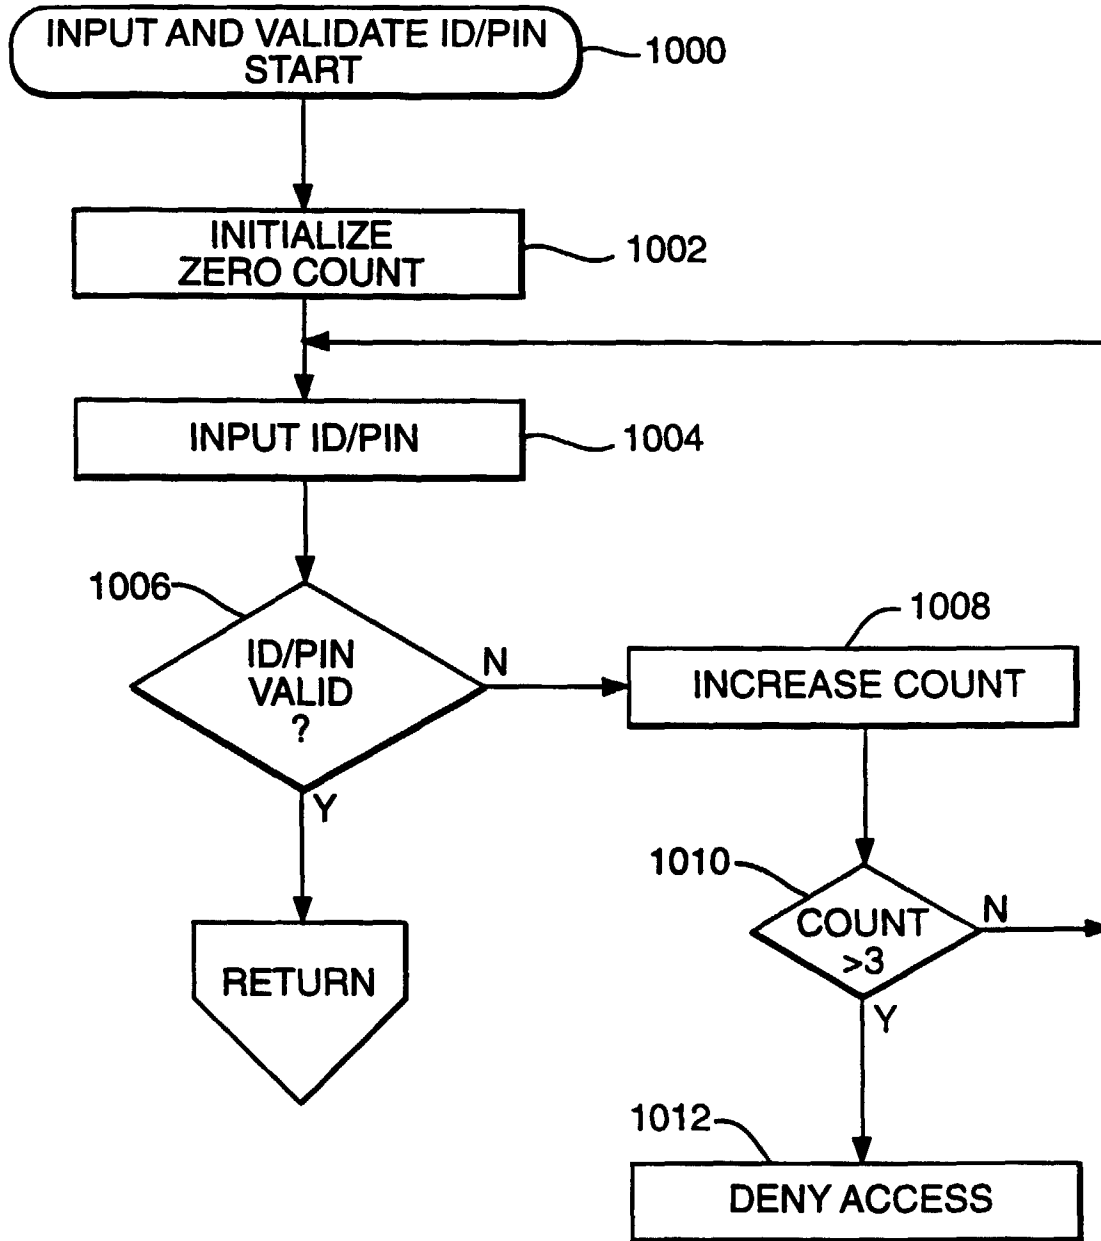 INPUT AND VALIDATE ID/PIN
START
1000
INITIALIZE
ZERO COUNT
1002
INPUT ID/PIN
1004
1006
ID/PIN
VALID
?
N
Y
1008
INCREASE COUNT
1010
COUNT
>3
N
Y
RETURN
1012
DENY ACCESS